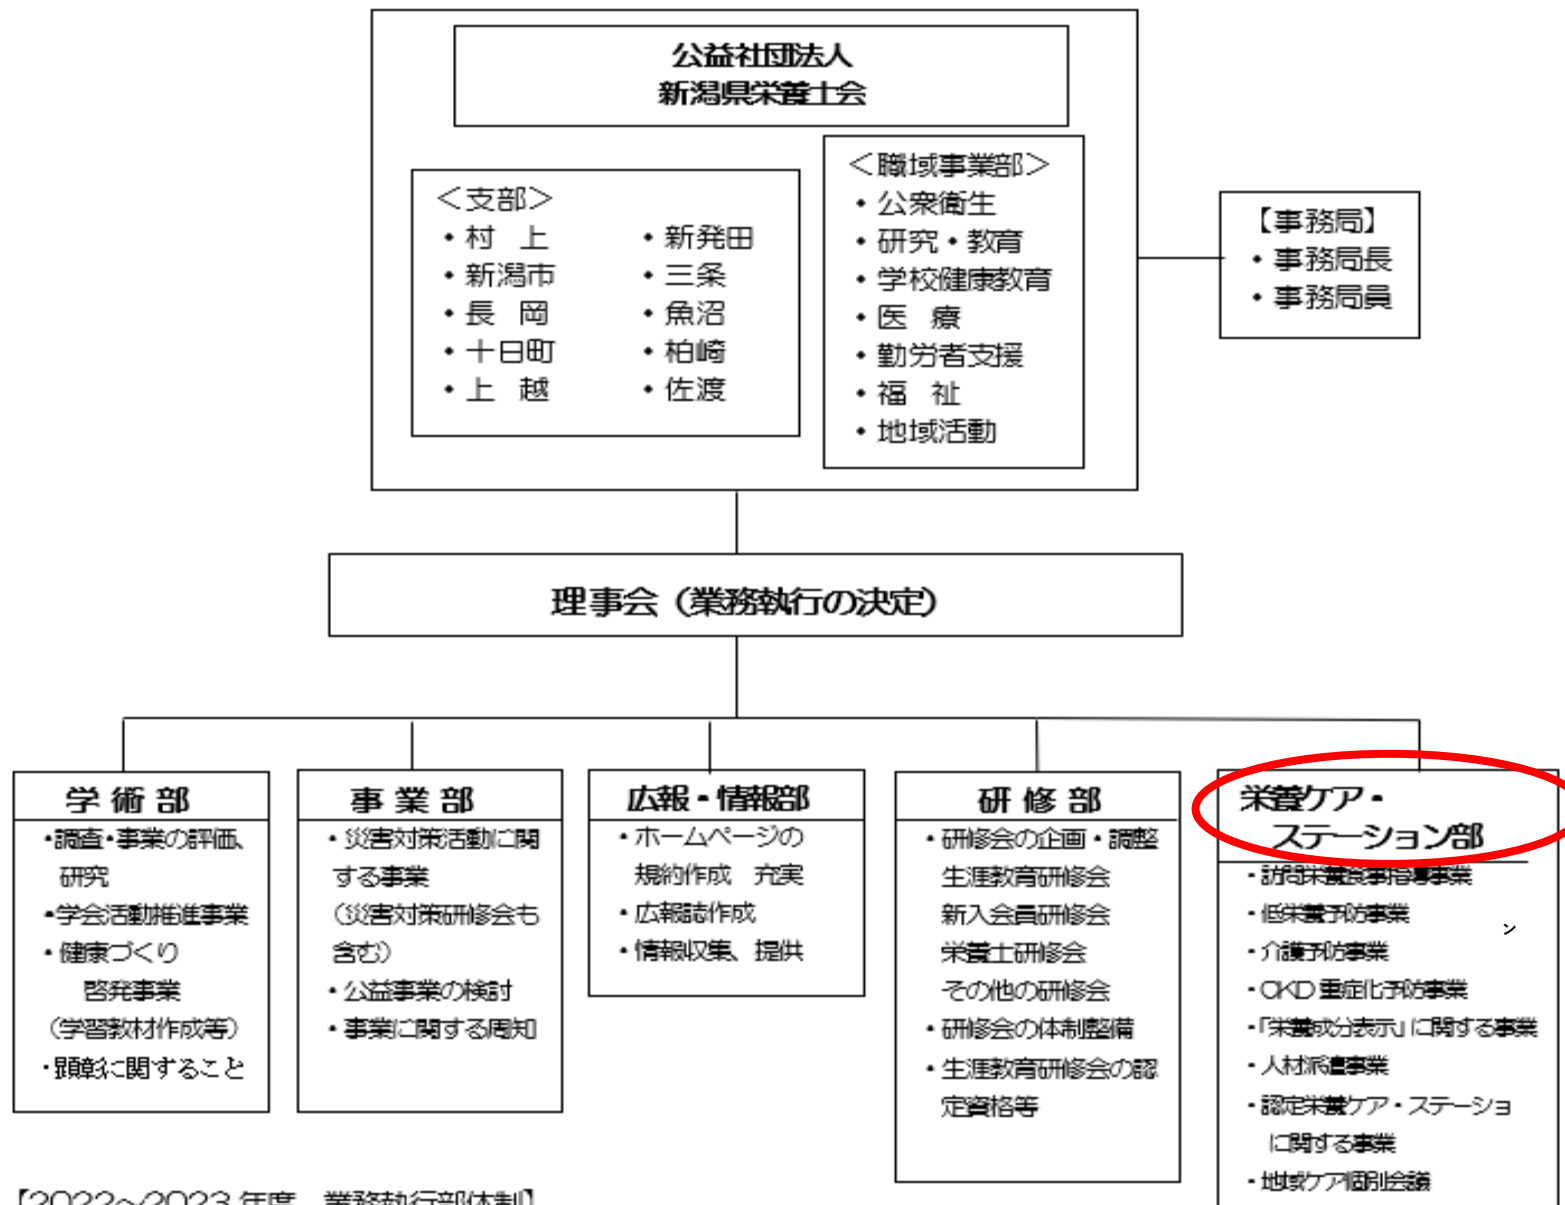 公益社団法人
新潟県栄養士会
＜支部＞
・村　上　・新発田
・新潟市　・三条
・長　岡　・魚沼
・十日町　・柏崎
・上　越　・佐渡
＜職域事業部＞
・公衆衛生
・研究・教育
・学校健康教育
・医　療
・勤労者支援
・福　祉
・地域活動
【事務局】
・事務局長
・事務局員
理事会（業務執行の決定）
学 術 部
・調査・事業の評価、
研究
・学会活動推進事業
・健康づくり
啓発事業
（学習教材作成等）
・顕彰に関すること
事 業 部
・災害対策活動に関
する事業
（災害対策研修会も
含む）
・公益事業の検討
・事業に関する周知
広報・情報部
・ホームページの
規約作成　充実
・広報誌作成
・情報収集、提供
研 修 部
・研修会の企画・調整
生涯教育研修会
新入会員研修会
栄養士研修会
その他の研修会
・研修会の体制整備
・生涯教育研修会の認
定資格等
栄養ケア・
ステーション部
・訪問栄養食事指導事業
・低栄養予防事業
ン
・介護予防事業
・CKD 重症化予防事業
・「栄養成分表示」に関する事業
・人材派遣事業
・認定栄養ケア・ステーショ
に関する事業
・地域ケア個別会議
【2022～2023 年度　業務執行部体制】